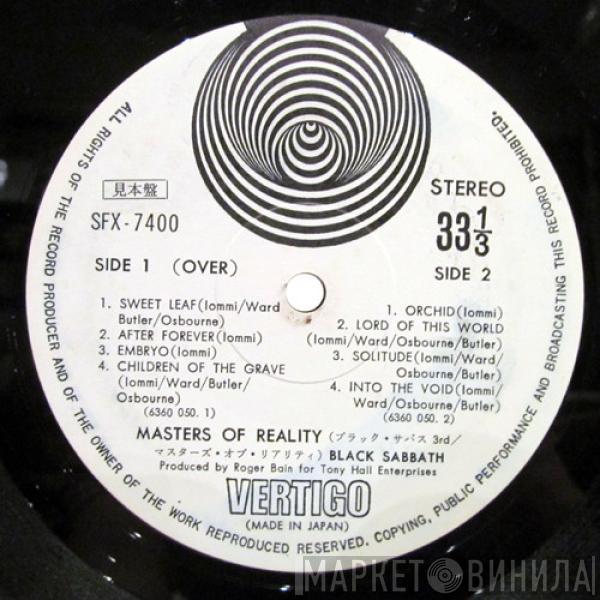 ALL RIGHTS OF THE RECORD PRODUCER AND OF THE OWNER OF THE WORK REPRODUCED RESERVED. COPYING, PUBLIC PERFORMANCE AND BROADCASTING THIS RECORD PROHIBITED.
見本盤
SFX-7400
STEREO
33 1/3
SIDE 1 (OVER)
1. SWEET LEAF(Iommi/Ward
Butler/Osbourne)
2. AFTER FOREVER(Iommi)
3. EMBRYO(Iommi)
4. CHILDREN OF THE GRAVE
(Iommi/Ward/Butler/
Osbourne)
(6360 050. 1)
SIDE 2
1. ORCHID(Iommi)
2. LORD OF THIS WORLD
(Iommi/Ward/Osbourne/Butler)
3. SOLITUDE(Iommi/Ward/
Osbourne/Butler)
4. INTO THE VOID(Iommi/
Ward/Osbourne/Butler)
(6360 050. 2)
MASTERS OF REALITY (ブラック・サバス 3rd/
マスターズ・オブ・リアリティ) BLACK SABBATH
Produced by Roger Bain for Tony Hall Enterprises
VERTIGO
(MADE IN JAPAN)
МАРКЕТ ВИНИЛА